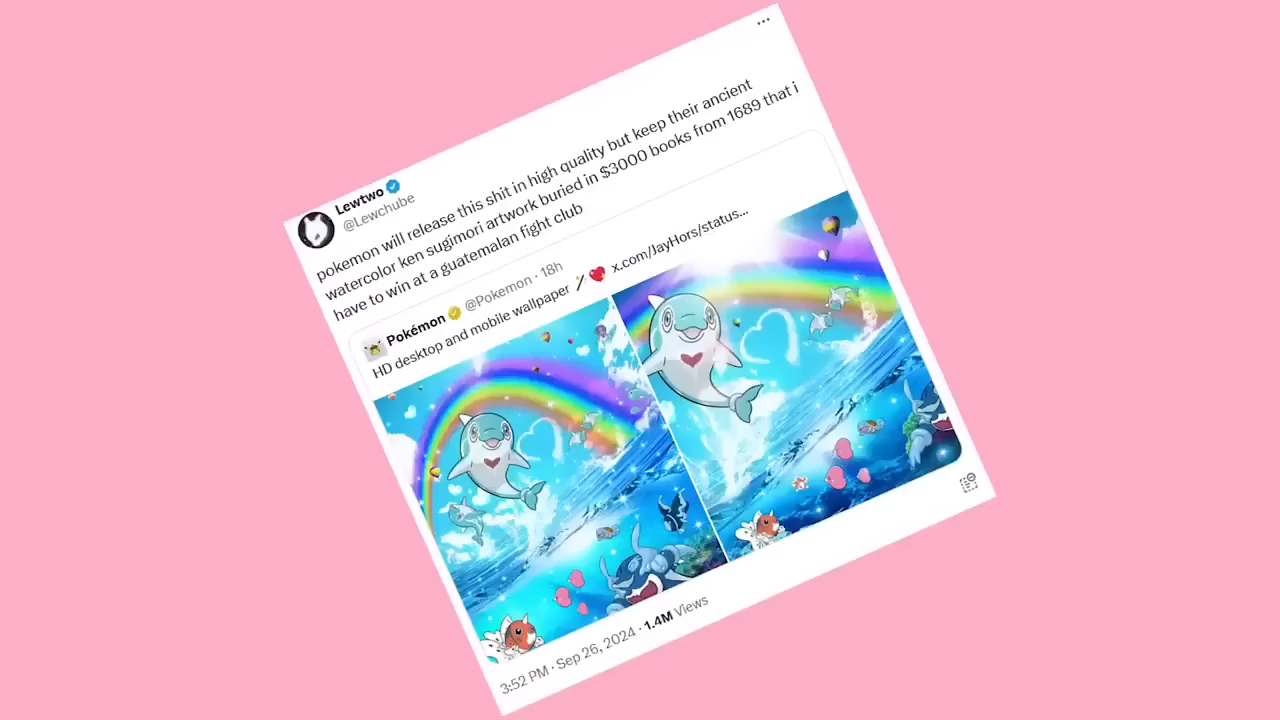 Lewtwo
@Lewchube
pokemon will release this shit in high quality but keep their ancient
watercolor ken sugimori artwork buried in $3000 books from 1689 that i
have to win at a guatemalan fight club
Pokémon @Pokemon · 18h
HD desktop and mobile wallpaper 🪄💖 x.com/JayHors/status...
3:52 PM · Sep 26, 2024 · 1.4M Views